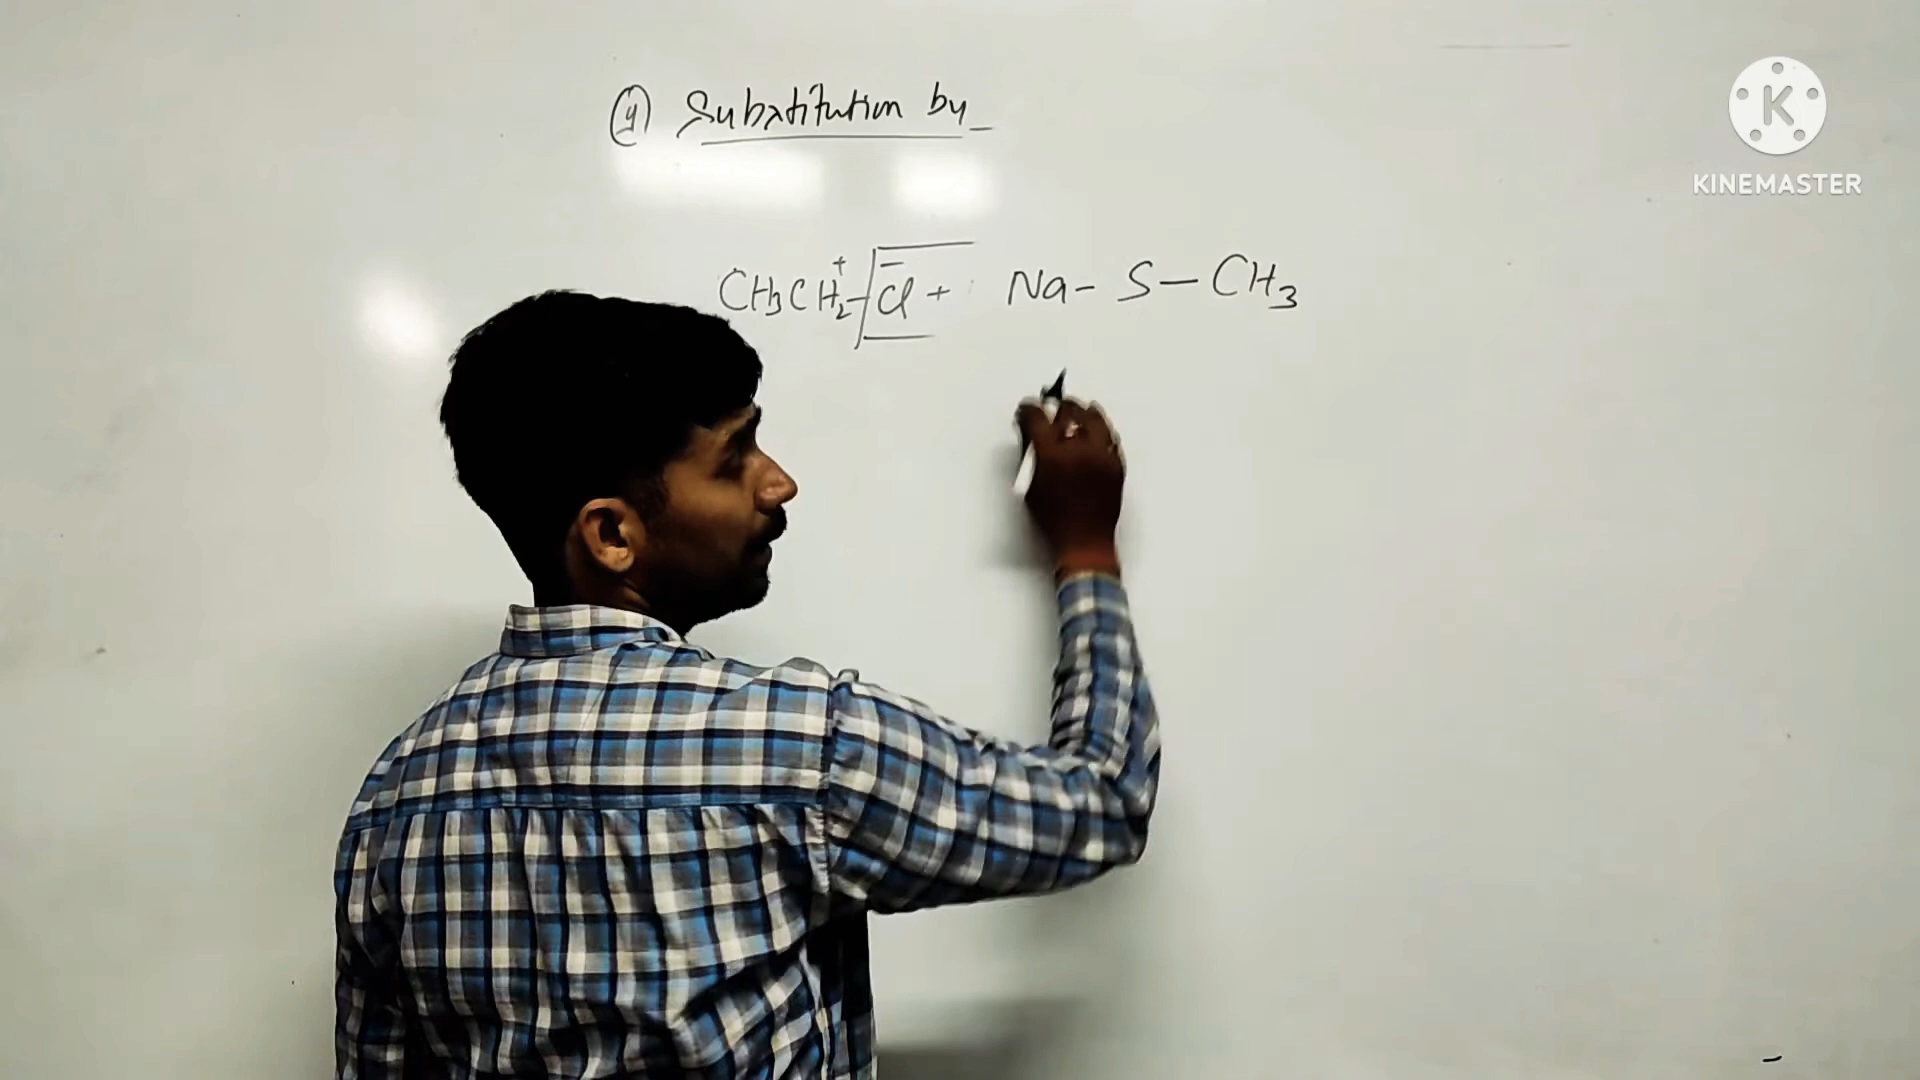 (4) Substitution by
CH3CH2+-Cl- + Na-S-CH3
K
KINEMASTER